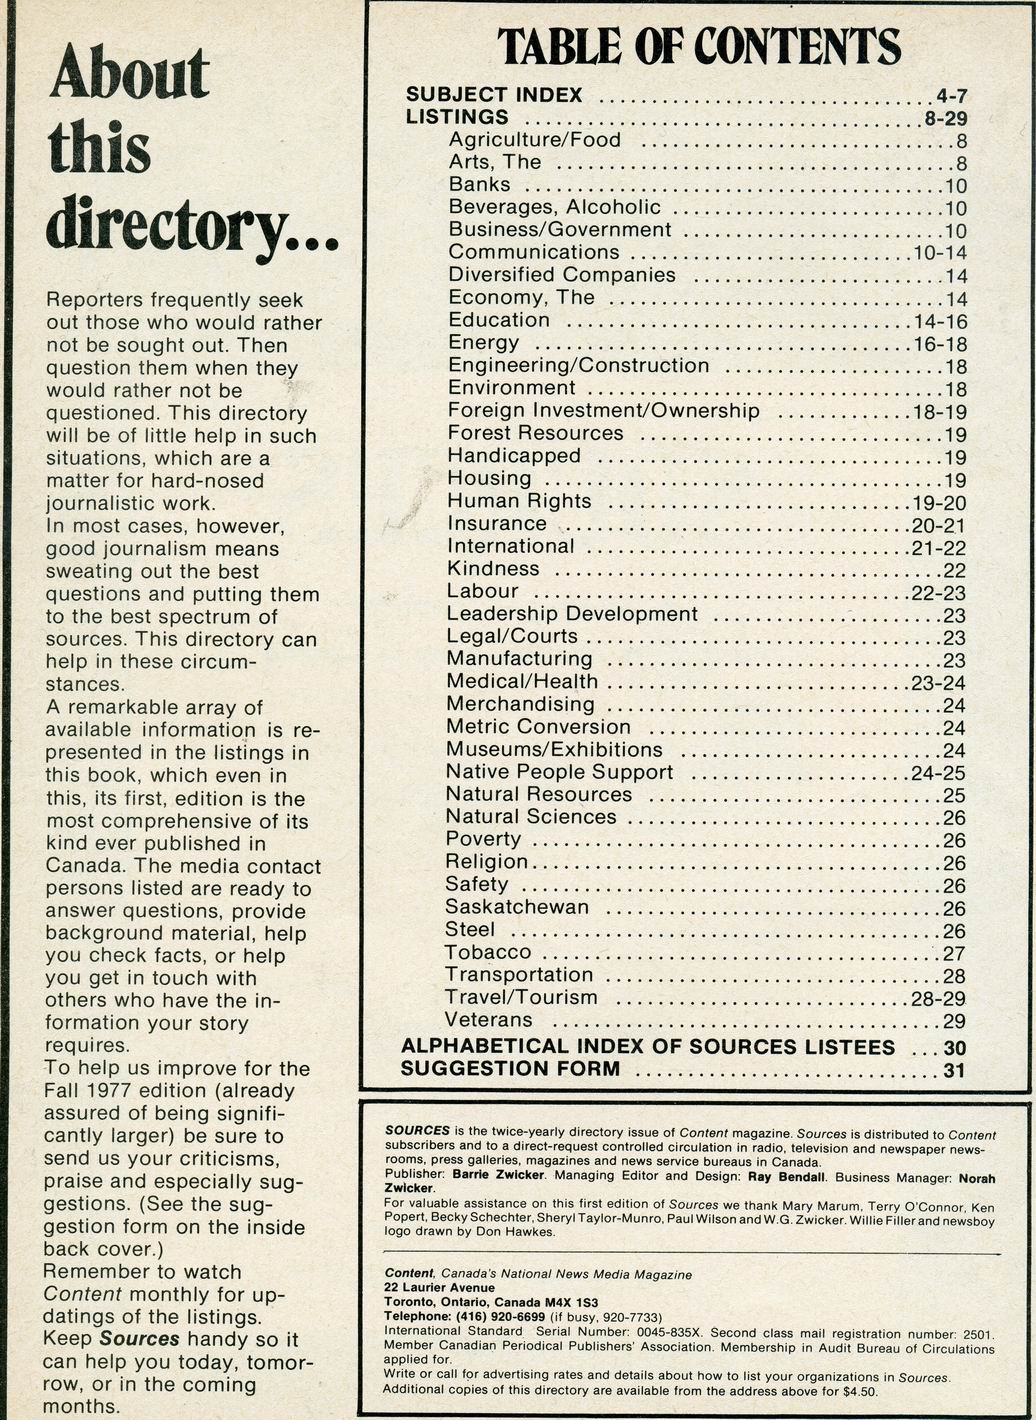 About
this
directory...
Reporters frequently seek
out those who would rather
not be sought out. Then
question them when they
would rather not be
questioned. This directory
will be of little help in such
situations, which are a
matter for hard-nosed
journalistic work.
In most cases, however,
good journalism means
sweating out the best
questions and putting them
to the best spectrum of
sources. This directory can
help in these circum-
stances.
A remarkable array of
available information is re-
presented in the listings in
this book, which even in
this, its first, edition is the
most comprehensive of its
kind ever published in
Canada. The media contact
persons listed are ready to
answer questions, provide
background material, help
you check facts, or help
you get in touch with
others who have the in-
formation your story
requires.
To help us improve for the
Fall 1977 edition (already
assured of being signifi-
cantly larger) be sure to
send us your criticisms,
praise and especially sug-
gestions. (See the sug-
gestion form on the inside
back cover.)
Remember to watch
Content monthly for up-
datings of the listings.
Keep Sources handy so it
can help you today, tomor-
row, or in the coming
months.
TABLE OF CONTENTS
SUBJECT INDEX ................................. 4-7
LISTINGS ....................................... 8-29
Agriculture/Food ............................... 8
Arts, The ....................................... 8
Banks .......................................... 10
Beverages, Alcoholic ........................... 10
Business/Government .......................... 10
Communications ............................ 10-14
Diversified Companies ......................... 14
Economy, The ................................. 14
Education .................................. 14-16
Energy ..................................... 16-18
Engineering/Construction ...................... 18
Environment ................................... 18
Foreign Investment/Ownership ............. 18-19
Forest Resources .............................. 19
Handicapped .................................. 19
Housing ....................................... 19
Human Rights .............................. 19-20
Insurance .................................. 20-21
International ................................ 21-22
Kindness ...................................... 22
Labour ..................................... 22-23
Leadership Development ....................... 23
Legal/Courts ................................... 23
Manufacturing ................................. 23
Medical/Health .............................. 23-24
Merchandising ................................. 24
Metric Conversion ............................. 24
Museums/Exhibitions .......................... 24
Native People Support ...................... 24-25
Natural Resources ............................. 25
Natural Sciences ............................... 26
Poverty ........................................ 26
Religion ........................................ 26
Safety ......................................... 26
Saskatchewan ................................. 26
Steel .......................................... 26
Tobacco ....................................... 27
Transportation ................................. 28
Travel/Tourism ............................. 28-29
Veterans ...................................... 29
ALPHABETICAL INDEX OF SOURCES LISTEES ... 30
SUGGESTION FORM ............................. 31
SOURCES is the twice-yearly directory issue of Content magazine. Sources is distributed to Content
subscribers and to a direct-request controlled circulation in radio, television and newspaper news-
rooms, press galleries, magazines and news service bureaus in Canada.
Publisher: Barrie Zwicker. Managing Editor and Design: Ray Bendall. Business Manager: Norah
Zwicker.
For valuable assistance on this first edition of Sources we thank Mary Marum, Terry O'Connor, Ken
Popert, Becky Schechter, Sheryl Taylor-Munro, Paul Wilson and W.G. Zwicker. Willie Filler and newsboy
logo drawn by Don Hawkes.
Content, Canada's National News Media Magazine
22 Laurier Avenue
Toronto, Ontario, Canada M4X 1S3
Telephone: (416) 920-6699 (if busy, 920-7733)
International Standard Serial Number: 0045-835X. Second class mail registration number: 2501.
Member Canadian Periodical Publishers' Association. Membership in Audit Bureau of Circulations
applied for.
Write or call for advertising rates and details about how to list your organizations in Sources.
Additional copies of this directory are available from the address above for $4.50.